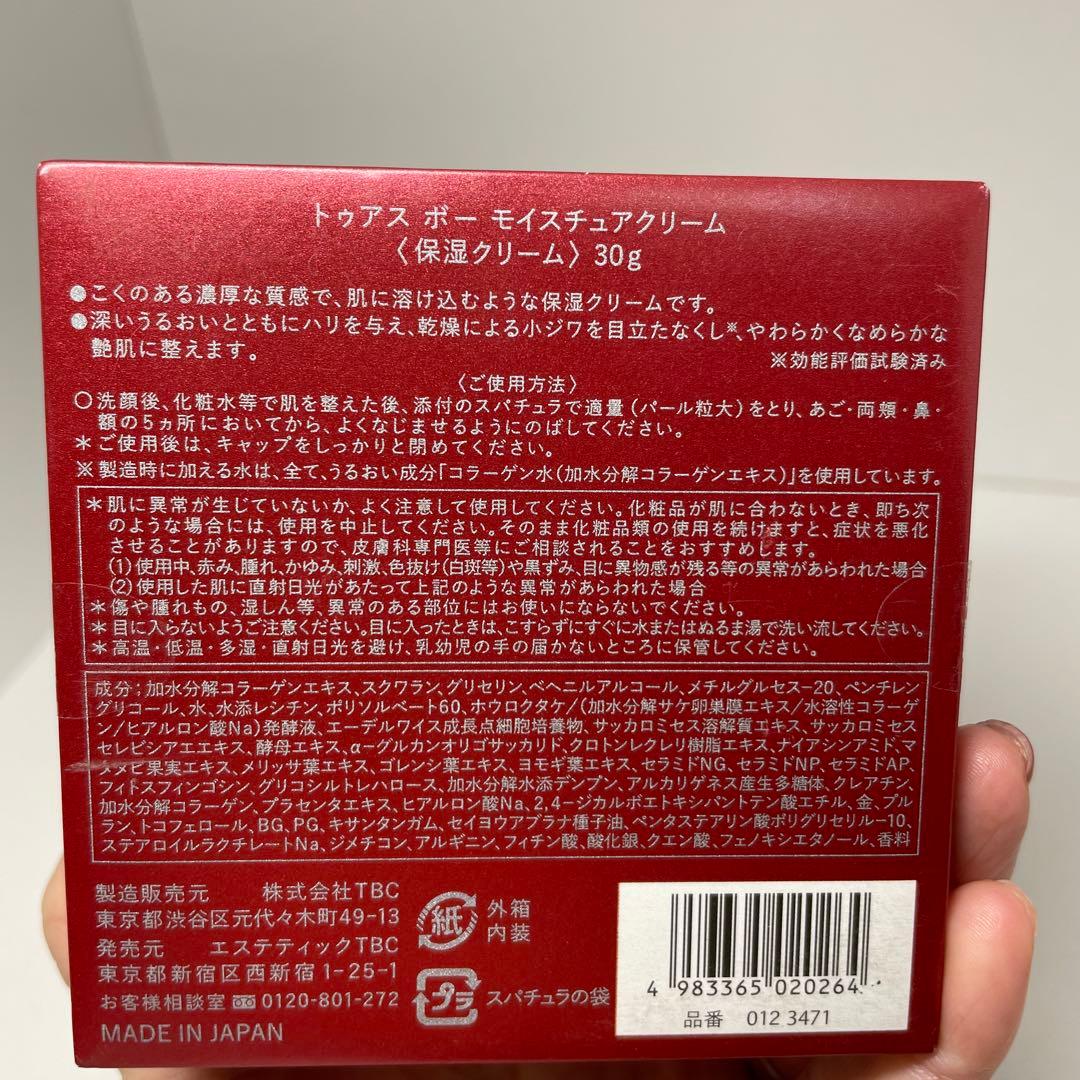 トゥアス ボー モイスチュアクリーム
〈保湿クリーム〉30g
●こくのある濃厚な質感で、肌に溶け込むような保湿クリームです。
●深いうるおいとともにハリを与え、乾燥による小ジワを目立たなくし※、やわらかくなめらかな
艶肌に整えます。
※効能評価試験済み
〈ご使用方法〉
○洗顔後、化粧水等で肌を整えた後、添付のスパチュラで適量(パール粒大)をとり、あご・両頬・鼻・
額の5ヵ所においてから、よくなじませるようにのばしてください。
＊ご使用後は、キャップをしっかりと閉めてください。
※製造時に加える水は、全て、うるおい成分「コラーゲン水(加水分解コラーゲンエキス)」を使用しています。
＊肌に異常が生じていないか、よく注意して使用してください。化粧品が肌に合わないとき、即ち次
のような場合には、使用を中止してください。そのまま化粧品類の使用を続けますと、症状を悪化
させることがありますので、皮膚科専門医等にご相談されることをおすすめします。
(1)使用中、赤み、腫れ、かゆみ、刺激、色抜け(白斑等)や黒ずみ、目に異物感が残る等の異常があらわれた場合
(2)使用した肌に直射日光があたって上記のような異常があらわれた場合
＊傷や腫れもの、湿しん等、異常のある部位にはお使いにならないでください。
＊目に入らないようご注意ください。目に入ったときは、こすらずにすぐに水またはぬるま湯で洗い流してください。
＊高温・低温・多湿・直射日光を避け、乳幼児の手の届かないところに保管してください。
成分：加水分解コラーゲンエキス、スクワラン、グリセリン、ベヘニルアルコール、メチルグルセス-20、ペンチレン
グリコール、水、水添レシチン、ポリソルベート60、ホウロクタケ/(加水分解サケ卵巣膜エキス/水溶性コラーゲ
ン/ヒアルロン酸Na)発酵液、エーデルワイス成長点細胞培養物、サッカロミセス溶解質エキス、サッカロミセス
セレビシアエエキス、酵母エキス、α-グルカンオリゴサッカリド、クロトンレクレリ樹脂エキス、ナイアシンアミド、マ
ヌメビ果実エキス、メリッサ葉エキス、ゴレンシ葉エキス、ヨモギ葉エキス、セラミドNG、セラミドNP、セラミドAP、
フィトスフィンゴシン、グリコシルトレハロース、加水分解水添デンプン、アルカリゲネス産生多糖体、クレアチン、
加水分解コラーゲン、プラセンタエキス、ヒアルロン酸Na、2,4-ジカルボエトキシパントテン酸エチル、金、プル
ラン、トコフェロール、BG、PG、キサンタンガム、セイヨウアブラナ種子油、ペンタステアリン酸ポリグリセリル-10、
ステアロイルラクチレートNa、ジメチコン、アルギニン、フィチン酸、酸化銀、クエン酸、フェノキシエタノール、香料
製造販売元 株式会社TBC
東京都渋谷区元代々木町49-13
発売元 エステティックTBC
東京都新宿区西新宿1-25-1
お客様相談室 0120-801-272
MADE IN JAPAN
紙 外箱
内装
プラ スパチュラの袋
4 983365 020264
品番 012 3471